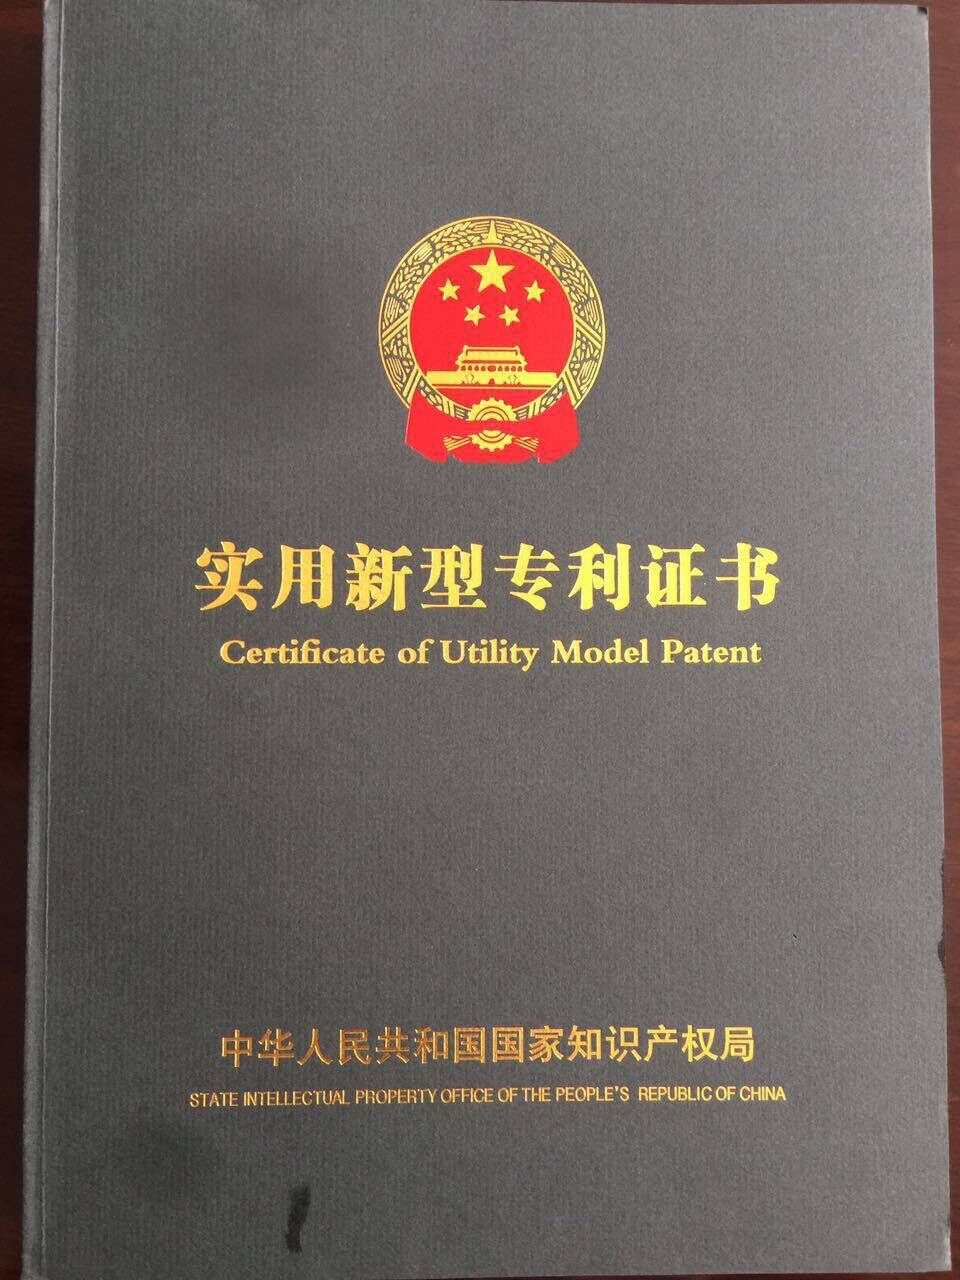 实用新型专利证书
Certificate of Utility Model Patent
中华人民共和国国家知识产权局
STATE INTELLECTUAL PROPERTY OFFICE OF THE PEOPLE'S REPUBLIC OF CHINA